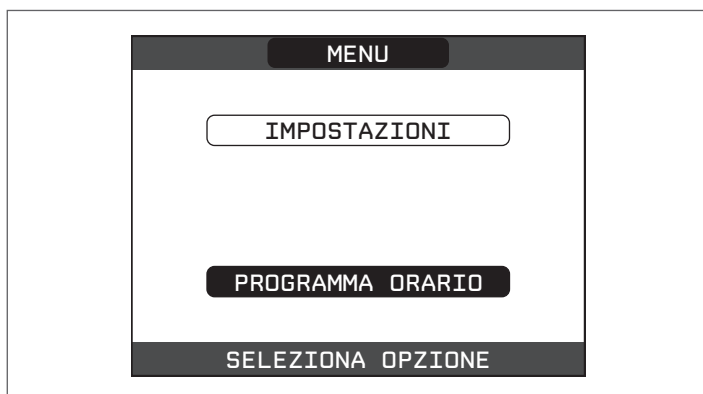 MENU
IMPOSTAZIONI
PROGRAMMA ORARIO
SELEZIONA OPZIONE